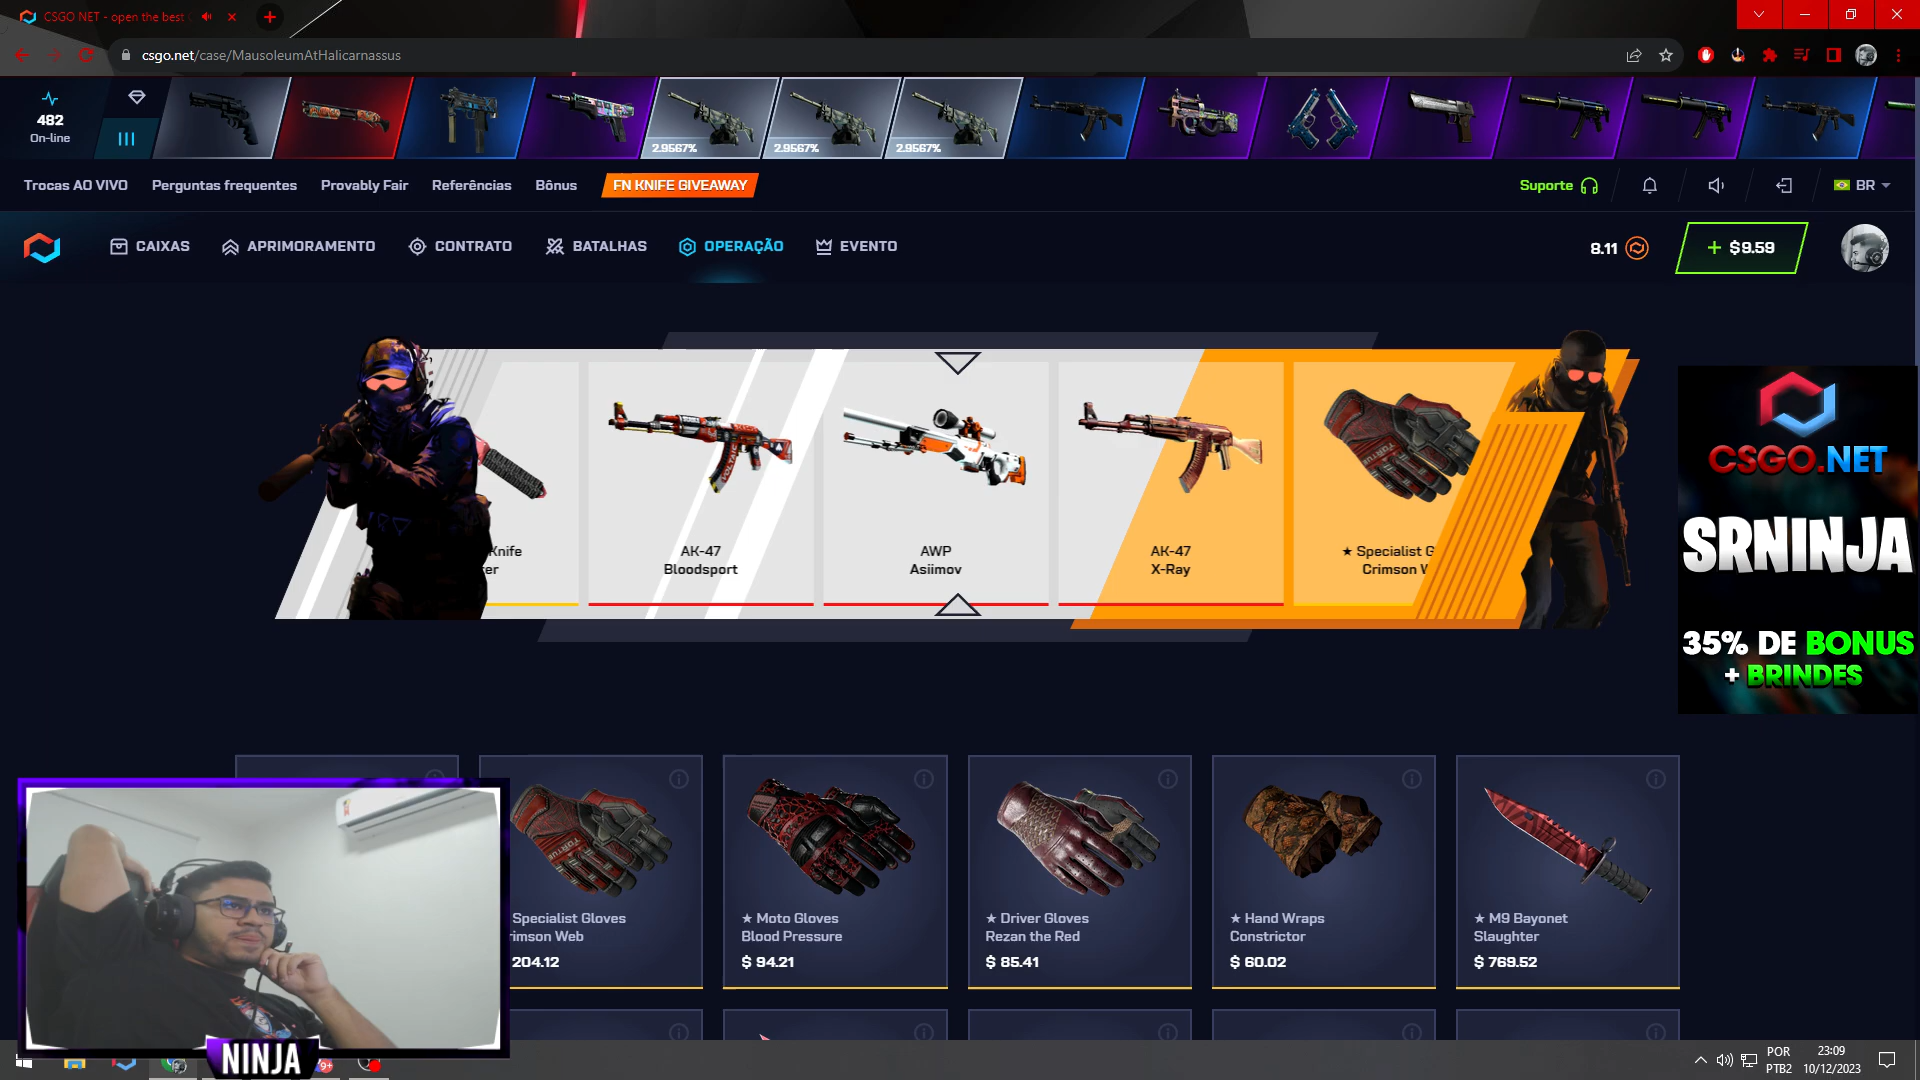 CSGO NET - open the best
csgo.net/case/MausoleumAtHalicarnassus
482
On-line
2.9567%
2.9567%
2.9567%
Trocas AO VIVO
Perguntas frequentes
Provably Fair
Referências
Bônus
FN KNIFE GIVEAWAY
Suporte
BR
CAIXAS
APRIMORAMENTO
CONTRATO
BATALHAS
OPERAÇÃO
EVENTO
8.11
+ $9.59
Knife
AK-47
Bloodsport
AWP
Asiimov
AK-47
X-Ray
★ Specialist G
Crimson W
CSGO.NET
SRNINJA
35% DE BONUS
+ BRINDES
Specialist Gloves
rimson Web
204.12
★ Moto Gloves
Blood Pressure
$ 94.21
★ Driver Gloves
Rezan the Red
$ 85.41
★ Hand Wraps
Constrictor
$ 60.02
★ M9 Bayonet
Slaughter
$ 769.52
NINJA
9+
POR
PTB2
23:09
10/12/2023